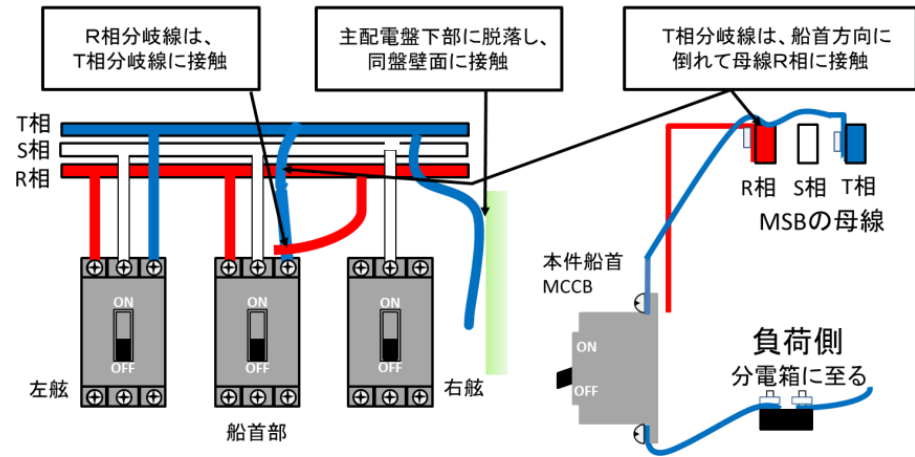 R相分岐線は、
T相分岐線に接触
主配電盤下部に脱落し、
同盤壁面に接触
T相分岐線は、船首方向に
倒れて母線R相に接触
T相
S相
R相
R相 S相 T相
MSBの母線
本件船首
MCCB
ON
OFF
ON
OFF
ON
OFF
ON
OFF
左舷
船首部
右舷
負荷側
分電箱に至る